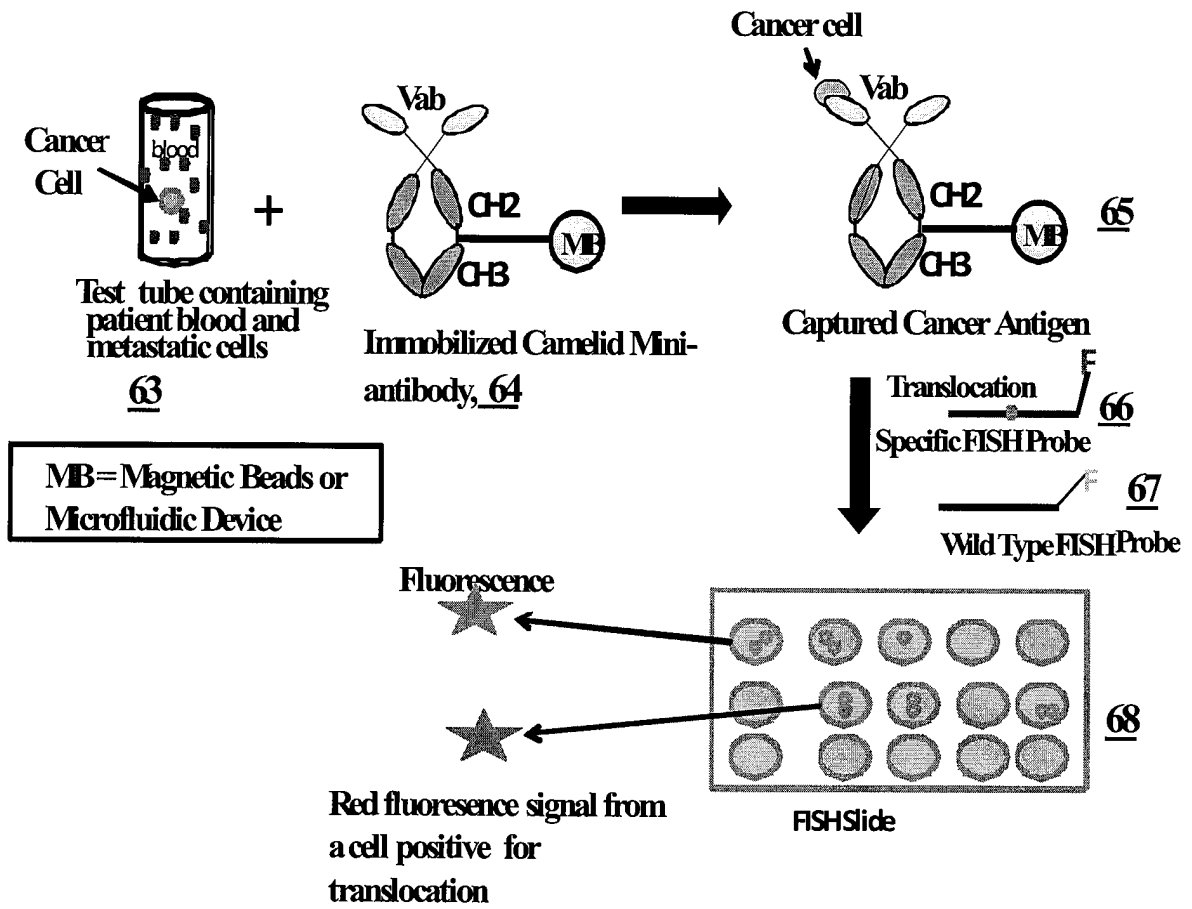 Cancer cell
Vab
Vab
Cancer
Cell
blood
+
CH2
MB
CH3
CH2
MB
65
CH3
Test tube containing
patient blood and
metastatic cells
63
Immobilized Camelid Mini-
antibody, 64
Captured Cancer Antigen
MB = Magnetic Beads or
Microfluidic Device
F
Translocation
66
Specific FISH Probe
F
67
Wild Type FISH Probe
Fluorescence
68
Red fluoresence signal from
a cell positive for
translocation
FISH Slide